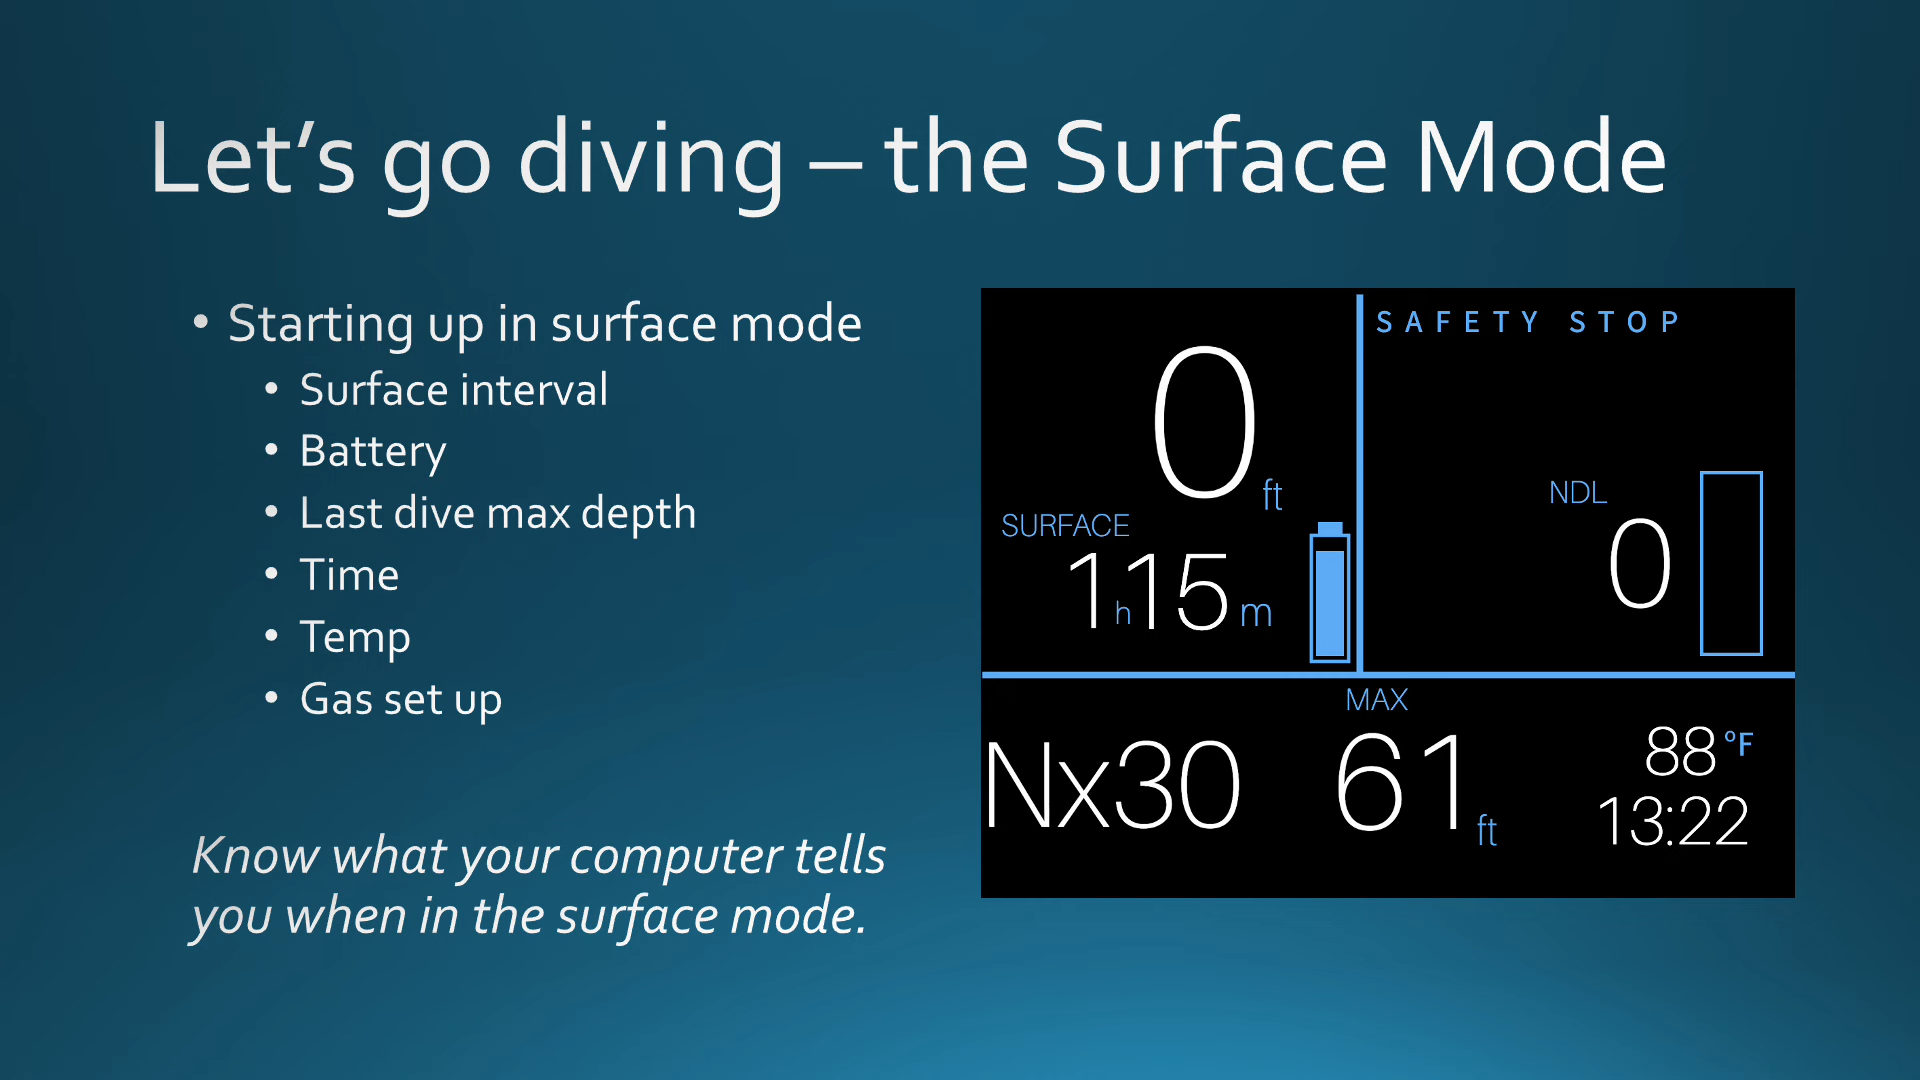 Let’s go diving – the Surface Mode
• Starting up in surface mode
• Surface interval
• Battery
• Last dive max depth
• Time
• Temp
• Gas set up
Know what your computer tells
you when in the surface mode.
SAFETY STOP
0 ft
SURFACE
1 h 15 m
NDL
0
MAX
Nx30
61 ft
88 °F
13:22